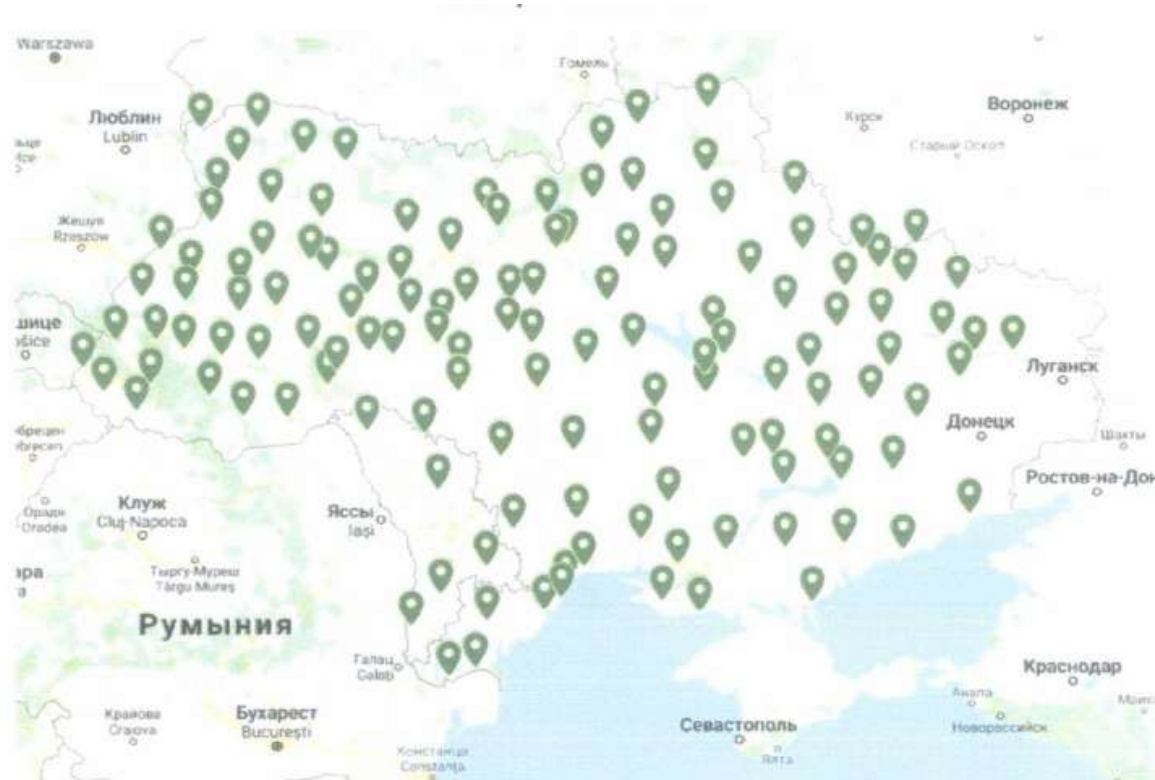 Warszawa
Гомель
Люблин
Lublin
Воронеж
Курск
Старый Оскол
Жешув
Rzeszów
шице
Луганск
Донецк
Шахты
Ростов-на-Дон
Орадя
Oradea
Клуж
Cluj-Napoca
Яссы
Iași
Тыргу-Муреш
Târgu Mureș
Румыния
Галац
Galați
Краснодар
Анапа
Новороссийск
Крайова
Craiova
Бухарест
București
Севастополь
Ялта
Констанца
Constanța